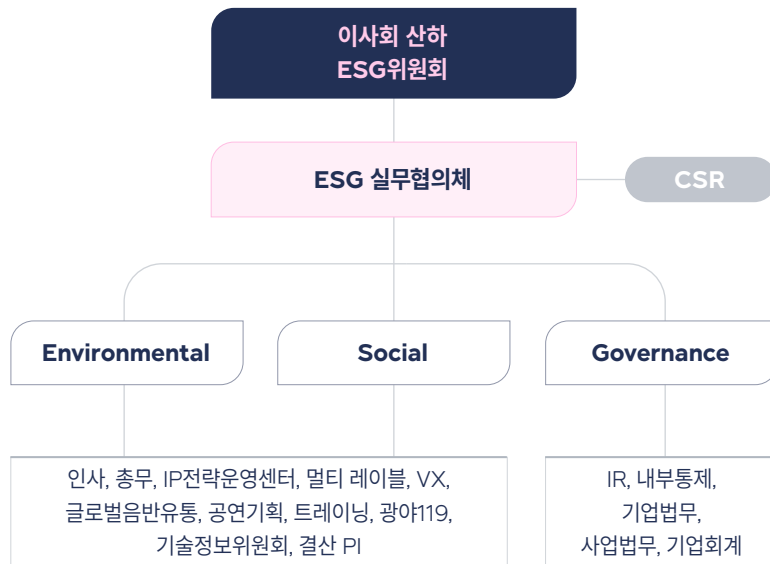 이사회 산하
ESG위원회
ESG 실무협의체
CSR
Environmental
Social
Governance
인사, 총무, IP전략운영센터, 멀티 레이블, VX,
글로벌음반유통, 공연기획, 트레이닝, 광야119,
기술정보위원회, 결산 PI
IR, 내부통제,
기업법무,
사업법무, 기업회계